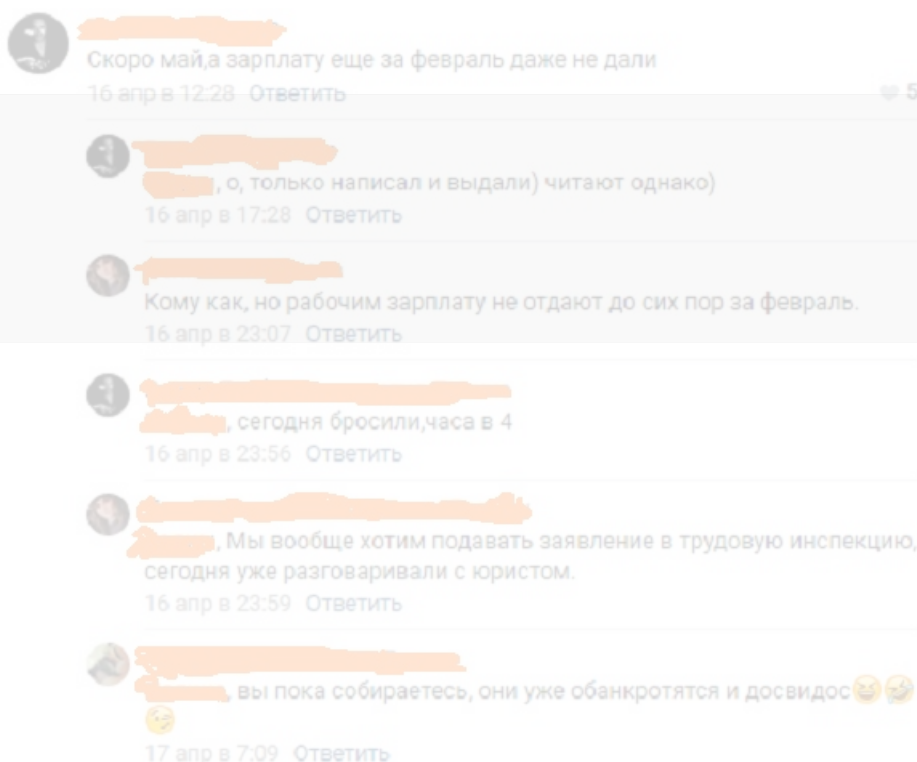 Скоро май,а зарплату еще за февраль даже не дали
16 апр в 12:28 Ответить
5
, о, только написал и выдали) читают однако)
16 апр в 17:28 Ответить
Кому как, но рабочим зарплату не отдают до сих пор за февраль.
16 апр в 23:07 Ответить
, сегодня бросили,часа в 4
16 апр в 23:56 Ответить
, Мы вообще хотим подавать заявление в трудовую инспекцию,
сегодня уже разговаривали с юристом.
16 апр в 23:59 Ответить
, вы пока собираетесь, они уже обанкротятся и досвидос😆🤣
😘
17 апр в 7:09 Ответить